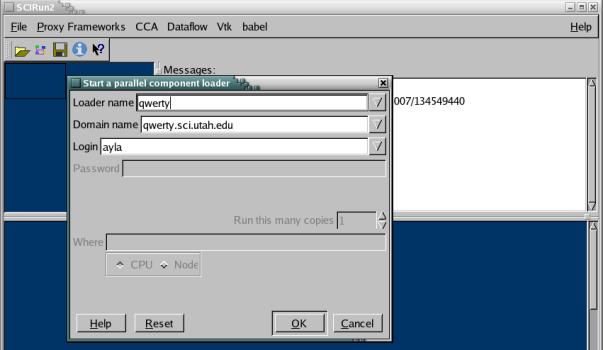 SCIRun2
File Proxy Frameworks CCA Dataflow Vtk babel Help
Messages:
007/134549440
Start a parallel component loader
Loader name qwerty
Domain name qwerty.sci.utah.edu
Login ayla
Password
Run this many copies 1
Where
CPU Node
Help Reset OK Cancel